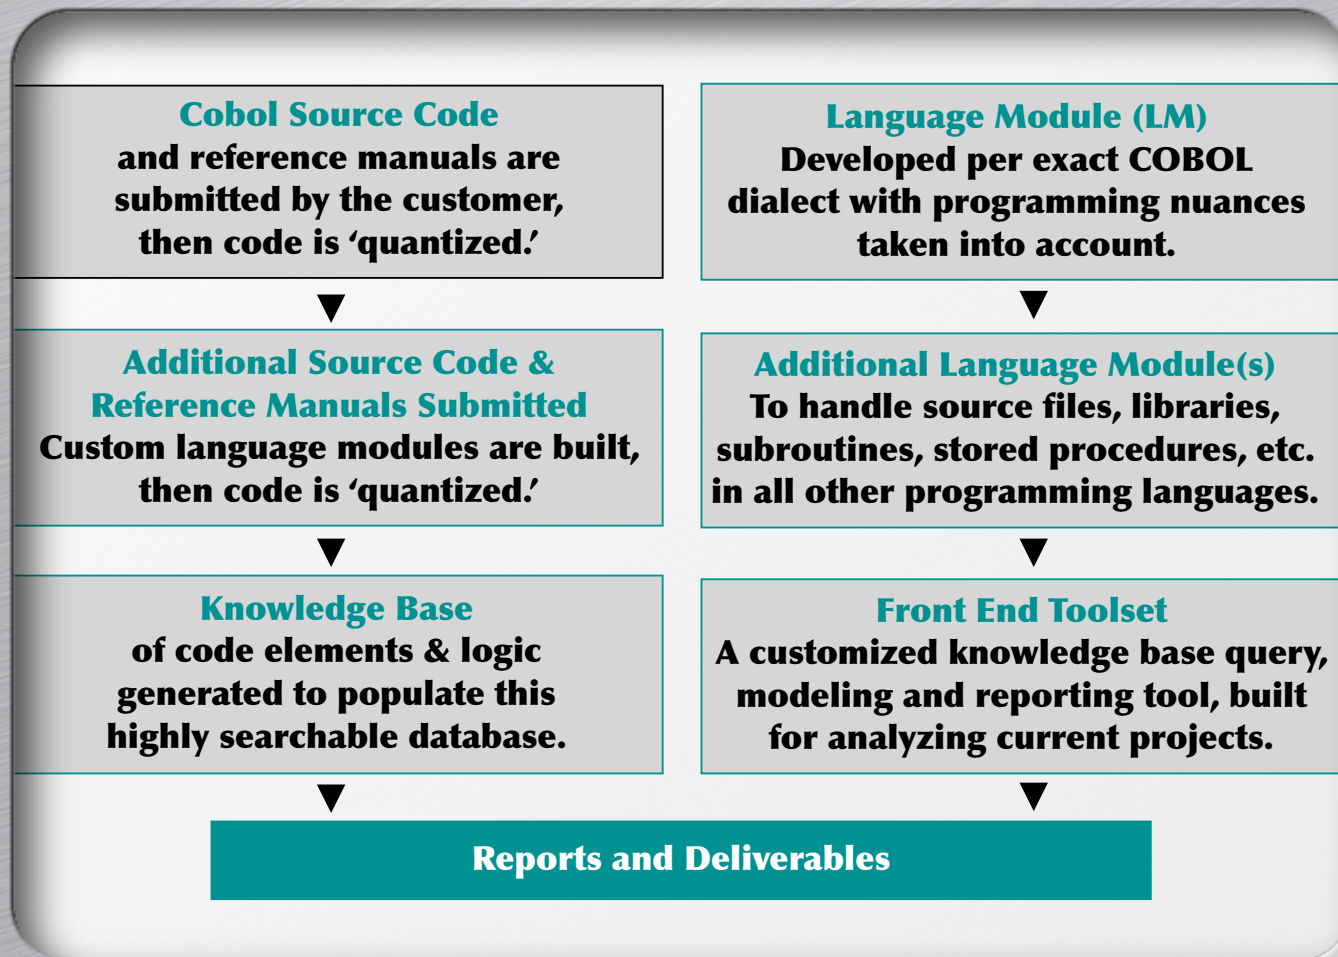 Cobol Source Code
and reference manuals are
submitted by the customer,
then code is ‘quantized.’
Language Module (LM)
Developed per exact COBOL
dialect with programming nuances
taken into account.
Additional Source Code &
Reference Manuals Submitted
Custom language modules are built,
then code is ‘quantized.’
Additional Language Module(s)
To handle source files, libraries,
subroutines, stored procedures, etc.
in all other programming languages.
Knowledge Base
of code elements & logic
generated to populate this
highly searchable database.
Front End Toolset
A customized knowledge base query,
modeling and reporting tool, built
for analyzing current projects.
Reports and Deliverables